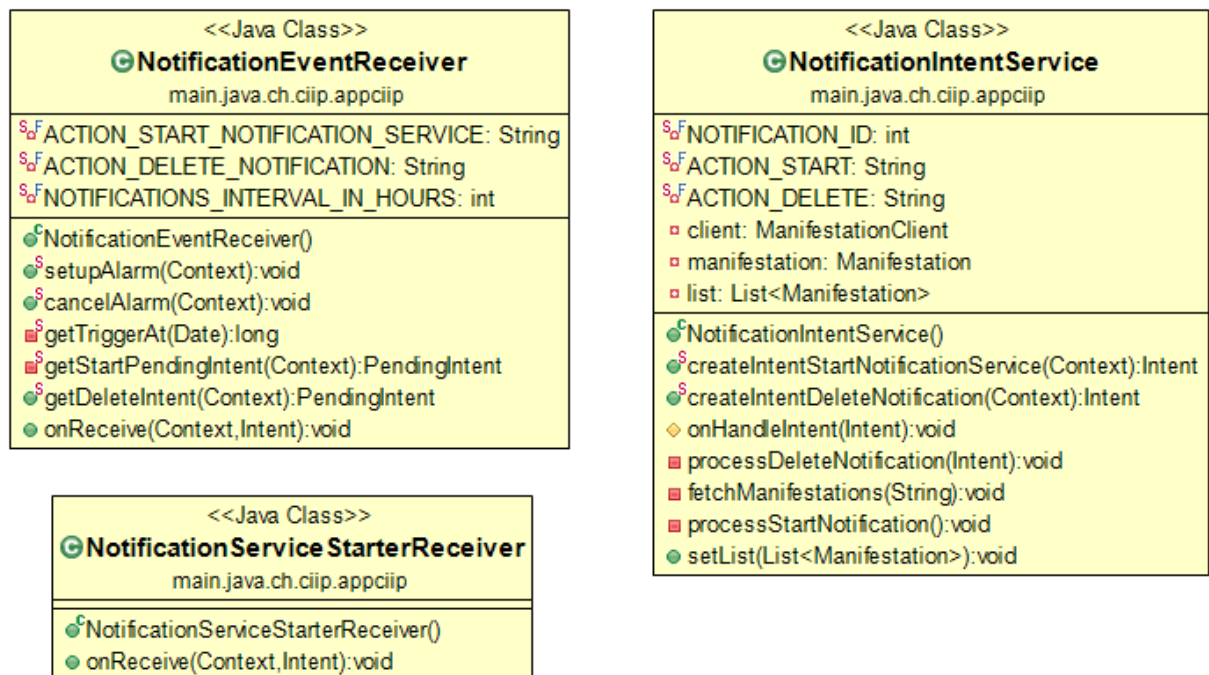 <<Java Class>>
NotificationEventReceiver
main.java.ch.ciip.appciip
ACTION_START_NOTIFICATION_SERVICE: String
ACTION_DELETE_NOTIFICATION: String
NOTIFICATIONS_INTERVAL_IN_HOURS: int
NotificationEventReceiver()
setupAlarm(Context):void
cancelAlarm(Context):void
getTriggerAt(Date):long
getStartPendingIntent(Context):PendingIntent
getDeleteIntent(Context):PendingIntent
onReceive(Context,Intent):void
<<Java Class>>
NotificationServiceStarterReceiver
main.java.ch.ciip.appciip
NotificationServiceStarterReceiver()
onReceive(Context,Intent):void
<<Java Class>>
NotificationIntentService
main.java.ch.ciip.appciip
NOTIFICATION_ID: int
ACTION_START: String
ACTION_DELETE: String
client: ManifestationClient
manifestation: Manifestation
list: List<Manifestation>
NotificationIntentService()
createIntentStartNotificationService(Context):Intent
createIntentDeleteNotification(Context):Intent
onHandleIntent(Intent):void
processDeleteNotification(Intent):void
fetchManifestations(String):void
processStartNotification():void
setList(List<Manifestation>):void